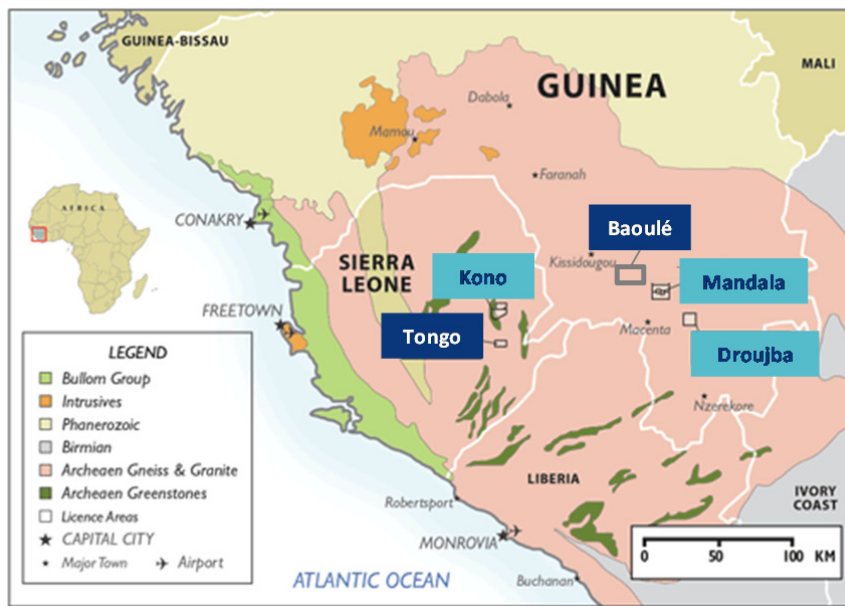 GUINEA-BISSAU
GUINEA
MALI
Dabola
Mamou
Faranah
AFRICA
CONAKRY
Baoulé
SIERRA
LEONE
Kono
Kissidougou
Mandala
FREETOWN
Tongo
Macenta
Droujba
LEGEND
Bullom Group
Intrusives
Phanerozoic
Birmian
Archeaen Gneiss & Granite
Archeaen Greenstones
Licence Areas
CAPITAL CITY
Major Town
Airport
Nzerekore
LIBERIA
IVORY
COAST
Robertsport
MONROVIA
0 50 100 KM
ATLANTIC OCEAN
Buchanan